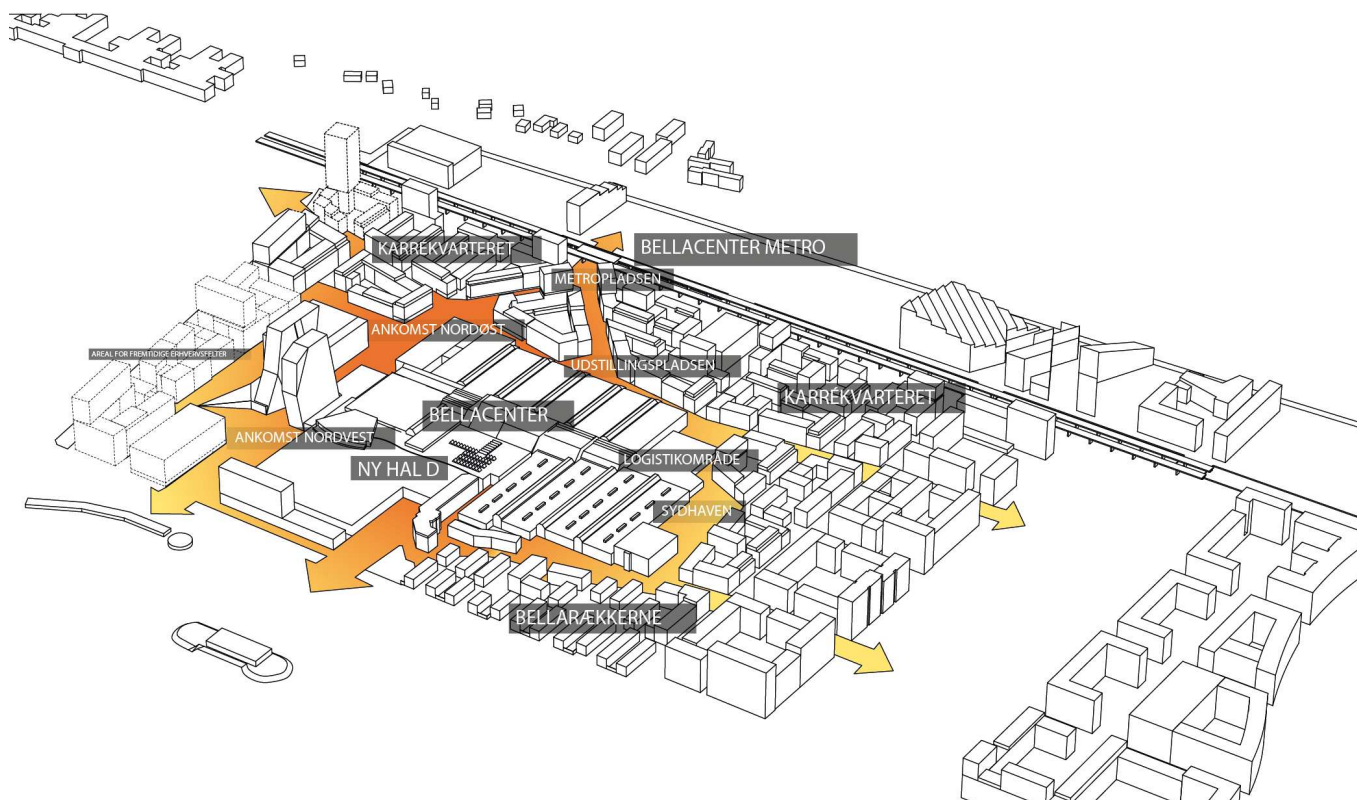 KARRÉKVARTERET
BELLACENTER METRO
METROPLADSEN
ANKOMST NORDØST
AREAL FOR FREMTIDIGE ERHVERVSFELTER
UDSTILLINGSPLADSEN
KARRÉKVARTERET
BELLACENTER
ANKOMST NORDVEST
LOGISTIKOMRÅDE
NY HAL D
SYDHAVEN
BELLARÆKKERNE